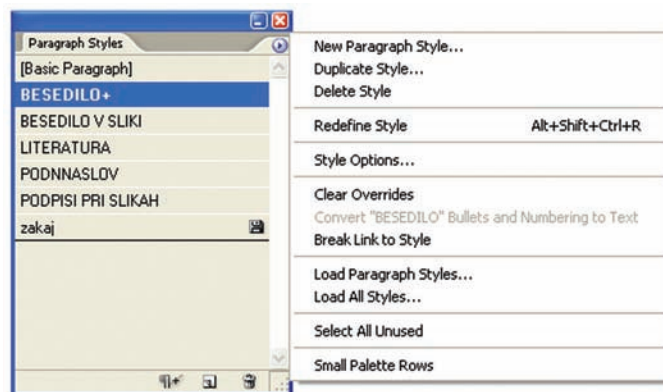 Paragraph Styles
[Basic Paragraph]
BESEDILO+
BESEDILO V SLIKI
LITERATURA
PODNNASLOV
PODPISI PRI SLIKAH
zakaj
New Paragraph Style...
Duplicate Style...
Delete Style
Redefine Style Alt+Shift+Ctrl+R
Style Options...
Clear Overrides
Convert "BESEDILO" Bullets and Numbering to Text
Break Link to Style
Load Paragraph Styles...
Load All Styles...
Select All Unused
Small Palette Rows